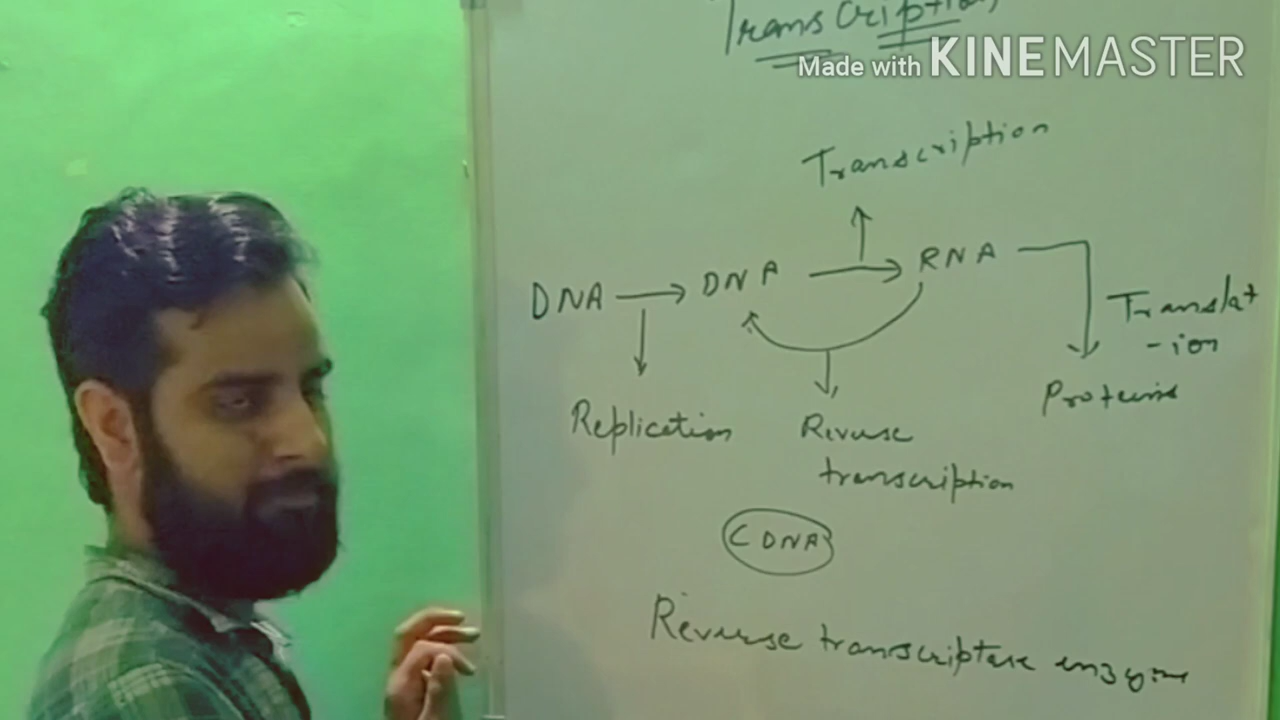 Transcription
Made with KINEMASTER
Transcription
DNA → DNA → RNA
Translat
-ion
Proteins
Replication
Reverse
transcription
CDNA
Reverse transcriptase enzyme